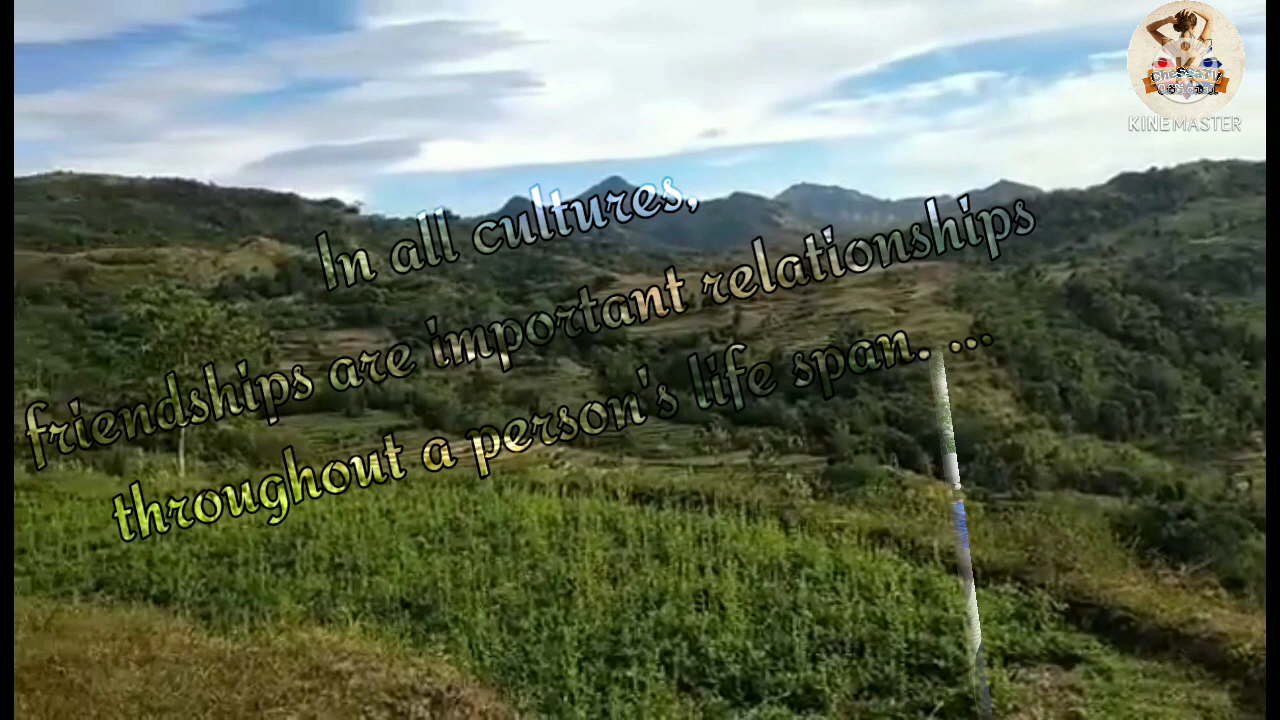 In all cultures,
friendships are important relationships
throughout a person's life span. ...
KINEMASTER